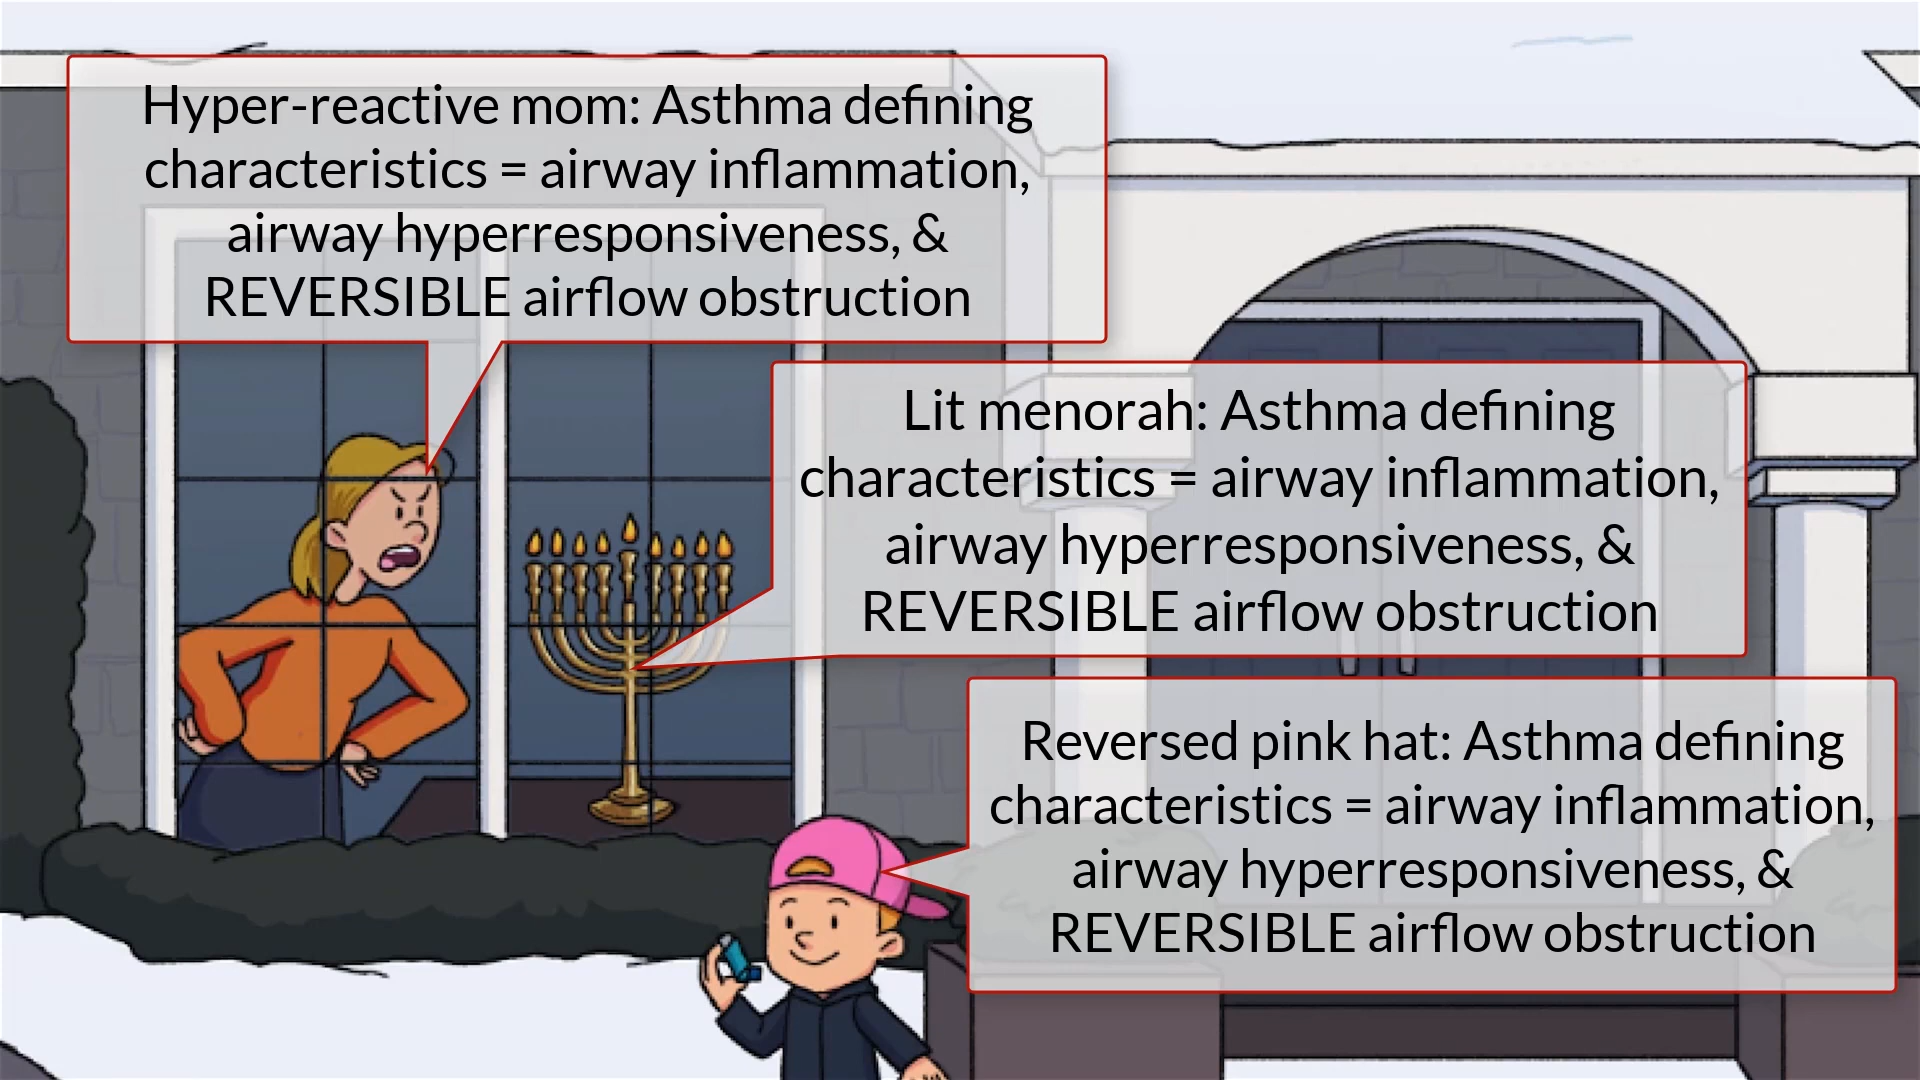 Hyper-reactive mom: Asthma defining
characteristics = airway inflammation,
airway hyperresponsiveness, &
REVERSIBLE airflow obstruction
Lit menorah: Asthma defining
characteristics = airway inflammation,
airway hyperresponsiveness, &
REVERSIBLE airflow obstruction
Reversed pink hat: Asthma defining
characteristics = airway inflammation,
airway hyperresponsiveness, &
REVERSIBLE airflow obstruction